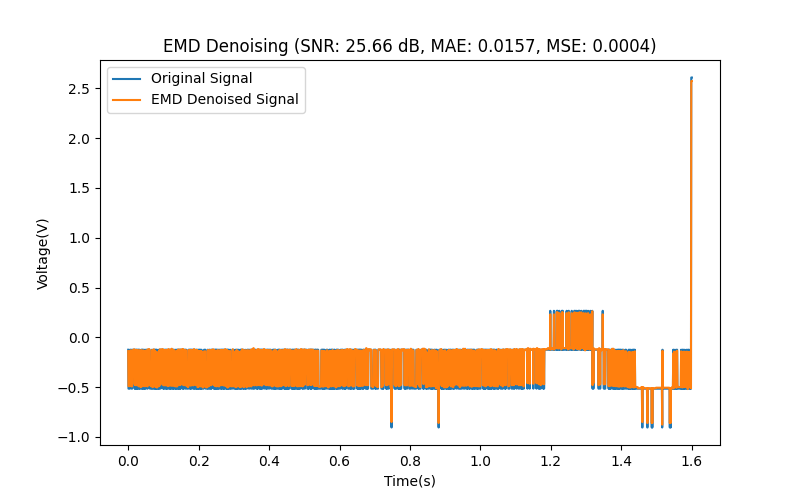 EMD Denoising (SNR: 25.66 dB, MAE: 0.0157, MSE: 0.0004)
Original Signal
EMD Denoised Signal
Voltage(V)
2.5
2.0
1.5
1.0
0.5
0.0
−0.5
−1.0
0.0 0.2 0.4 0.6 0.8 1.0 1.2 1.4 1.6
Time(s)